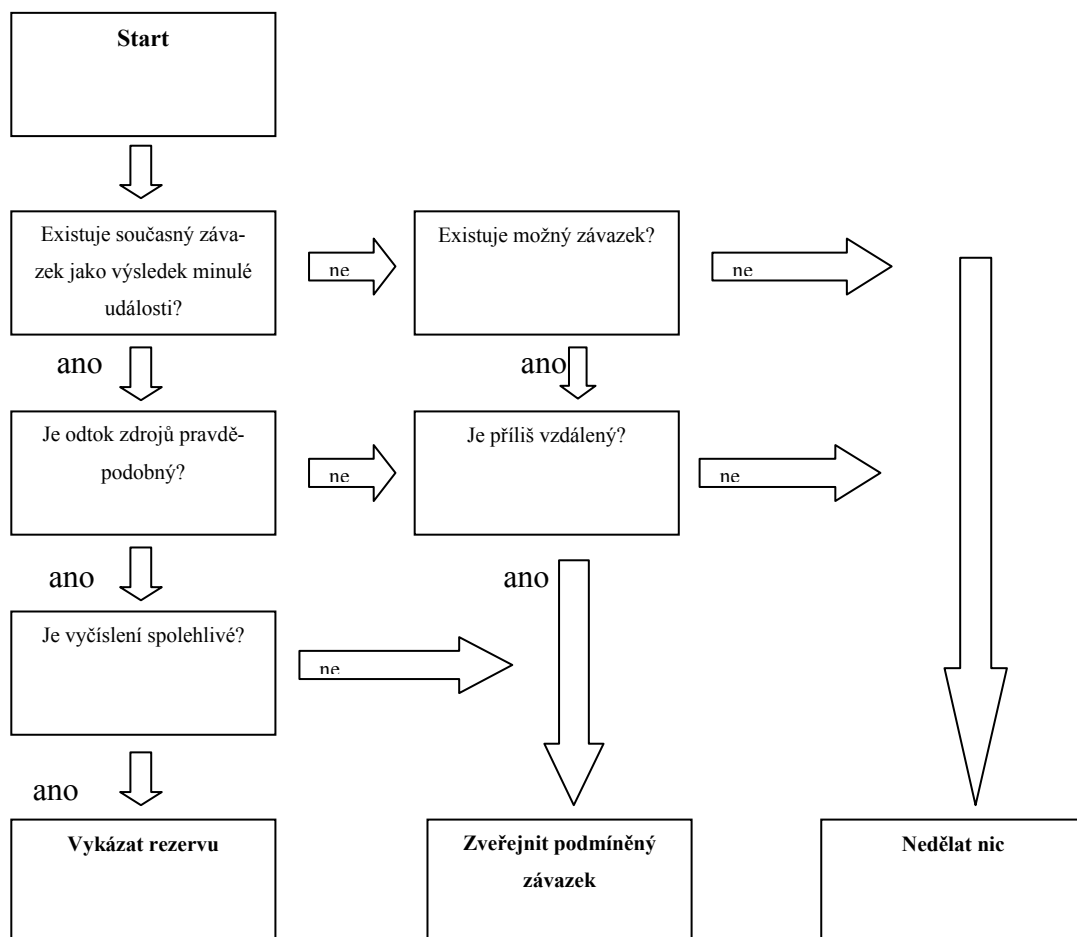 Start
Existuje současný záva-
zek jako výsledek minulé
události?
ne
Existuje možný závazek?
ne
ano
ano
Je odtok zdrojů pravdě-
podobný?
ne
Je příliš vzdálený?
ne
ano
ano
Je vyčíslení spolehlivé?
ne
ano
Vykázat rezervu
Zveřejnit podmíněný
závazek
Nedělat nic